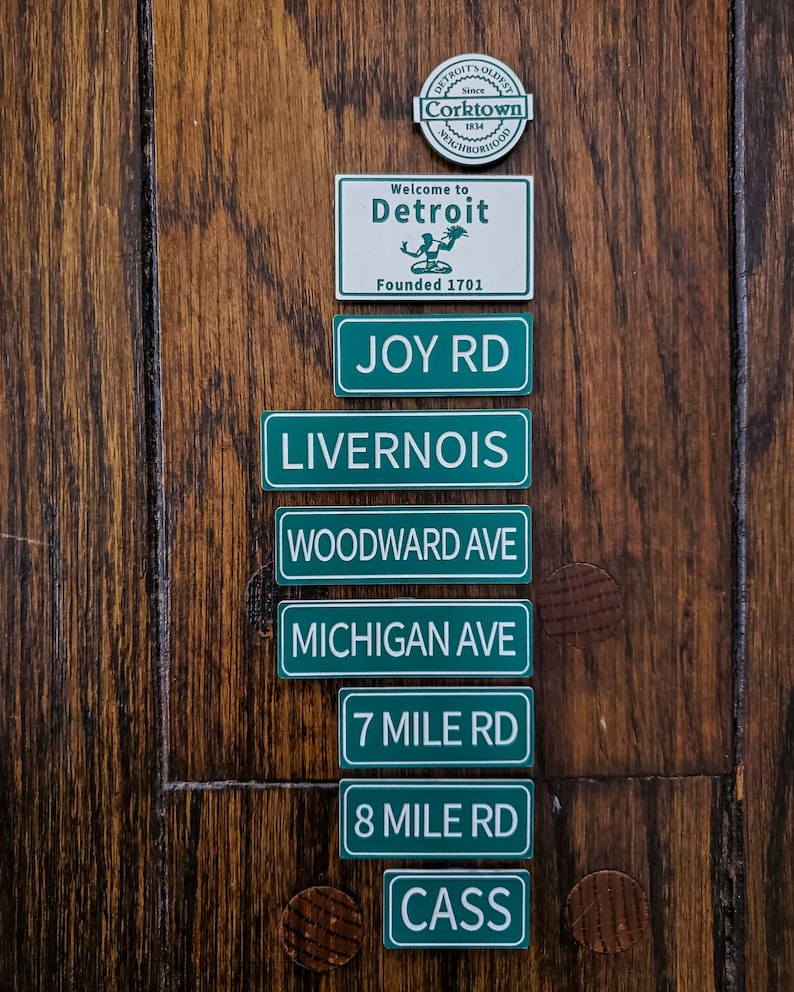 DETROIT'S OLDEST
Since
Corktown
1834
NEIGHBORHOOD
Welcome to
Detroit
Founded 1701
JOY RD
LIVERNOIS
WOODWARD AVE
MICHIGAN AVE
7 MILE RD
8 MILE RD
CASS